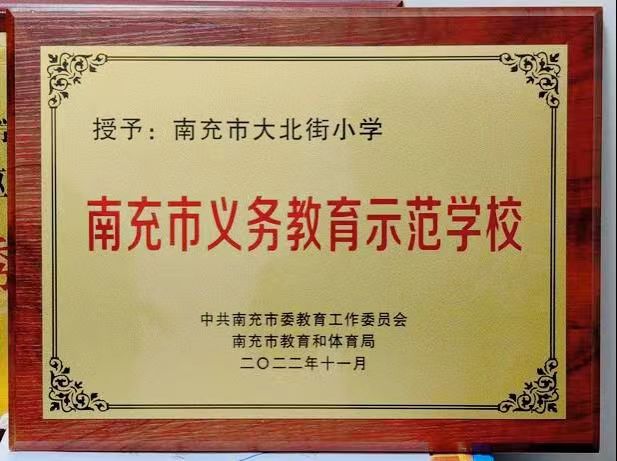 授予：南充市大北街小学
南充市义务教育示范学校
中共南充市委教育工作委员会
南充市教育和体育局
二〇二二年十一月